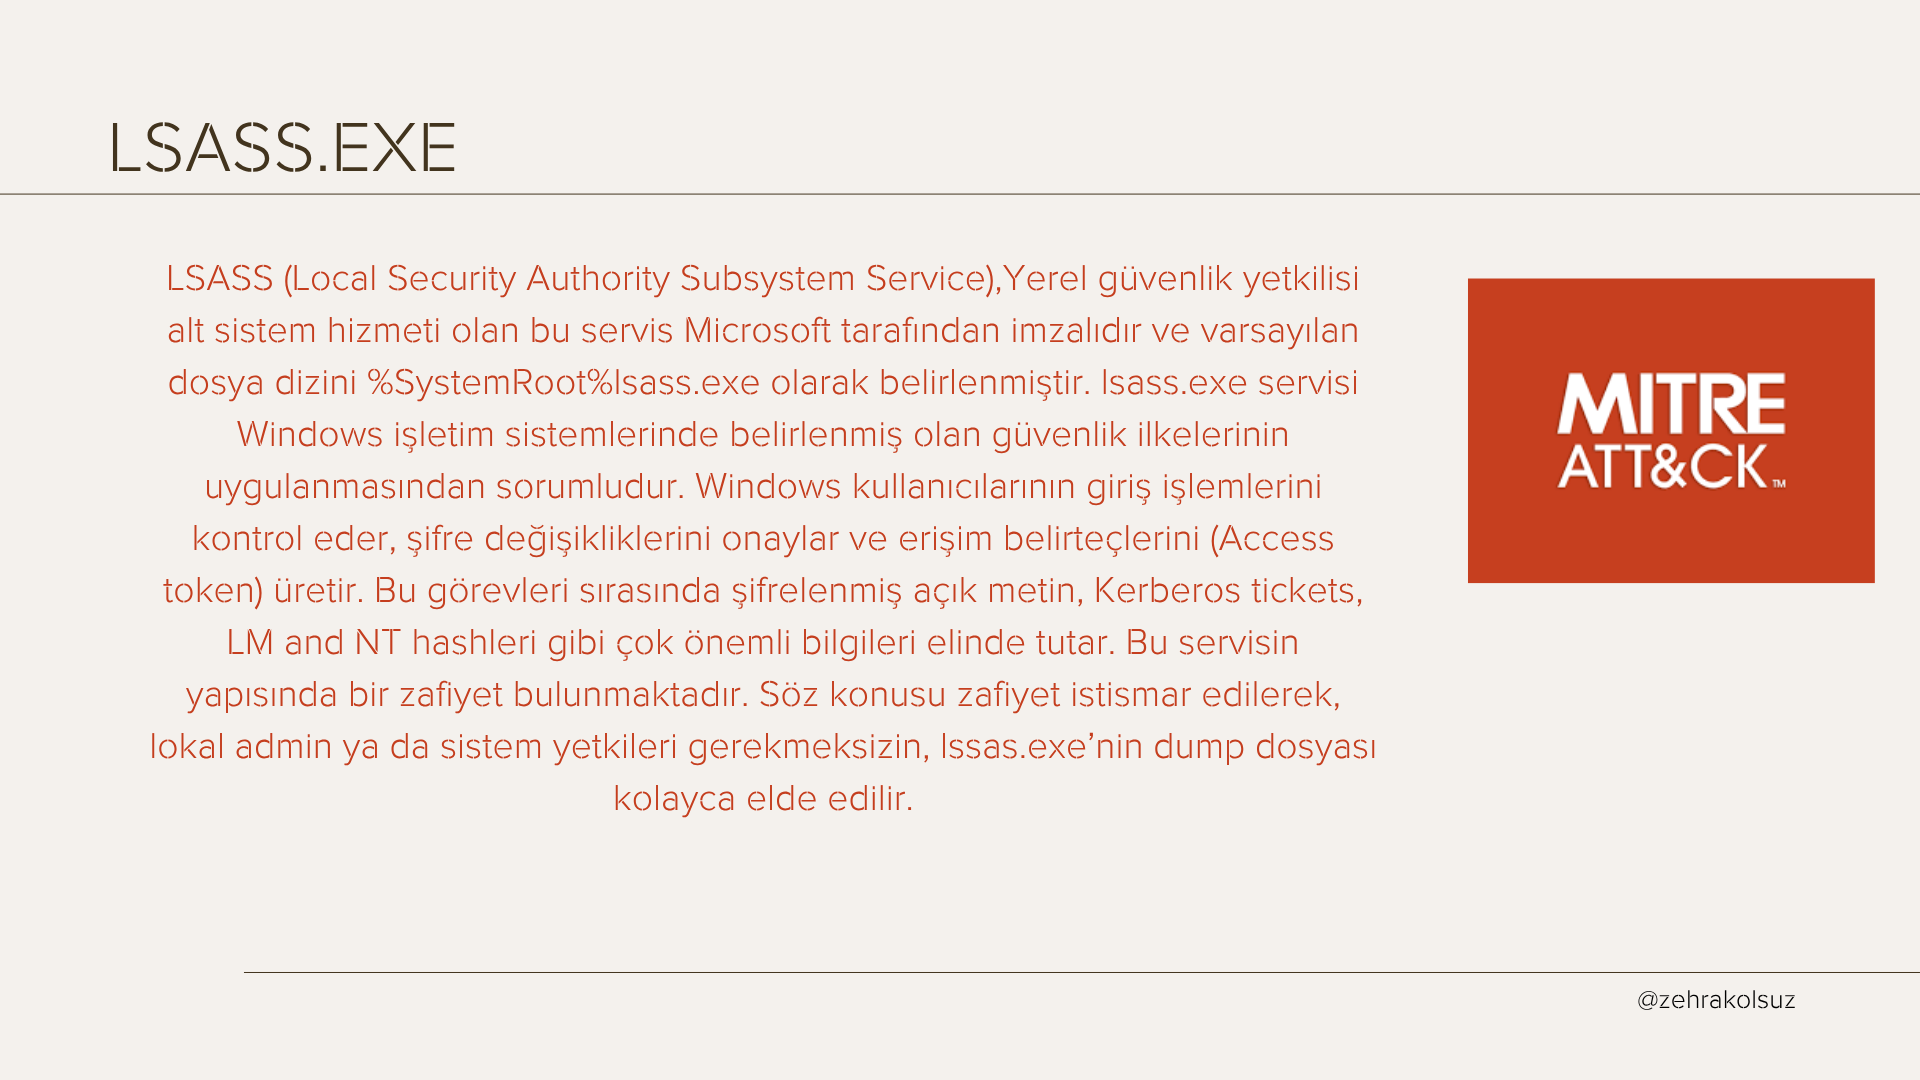 LSASS.EXE
LSASS (Local Security Authority Subsystem Service),Yerel güvenlik yetkilisi
alt sistem hizmeti olan bu servis Microsoft tarafından imzalıdır ve varsayılan
dosya dizini %SystemRoot%lsass.exe olarak belirlenmiştir. lsass.exe servisi
Windows işletim sistemlerinde belirlenmiş olan güvenlik ilkelerinin
uygulanmasından sorumludur. Windows kullanıcılarının giriş işlemlerini
kontrol eder, şifre değişikliklerini onaylar ve erişim belirteçlerini (Access
token) üretir. Bu görevleri sırasında şifrelenmiş açık metin, Kerberos tickets,
LM and NT hashleri gibi çok önemli bilgileri elinde tutar. Bu servisin
yapısında bir zafiyet bulunmaktadır. Söz konusu zafiyet istismar edilerek,
lokal admin ya da sistem yetkileri gerekmeksizin, lssas.exe’nin dump dosyası
kolayca elde edilir.
MITRE
ATT&CK™
@zehrakolsuz